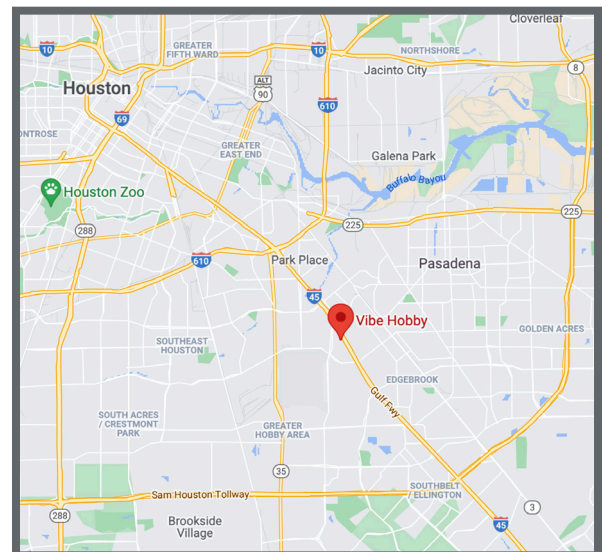 Cloverleaf
10
GREATER
FIFTH WARD
10
NORTHSHORE
Jacinto City
8
Houston
ALT
90
610
69
ONTROSE
GREATER
EAST END
Galena Park
Buffalo Bayou
Houston Zoo
288
225
225
610
Park Place
Pasadena
45
Vibe Hobby
GOLDEN ACRES
SOUTHEAST
HOUSTON
EDGEBROOK
Gulf Fwy
SOUTH ACRES
/ CRESTMONT
PARK
GREATER
HOBBY AREA
35
SOUTHBELT
/ ELLINGTON
Sam Houston Tollway
288
Brookside
Village
3
45